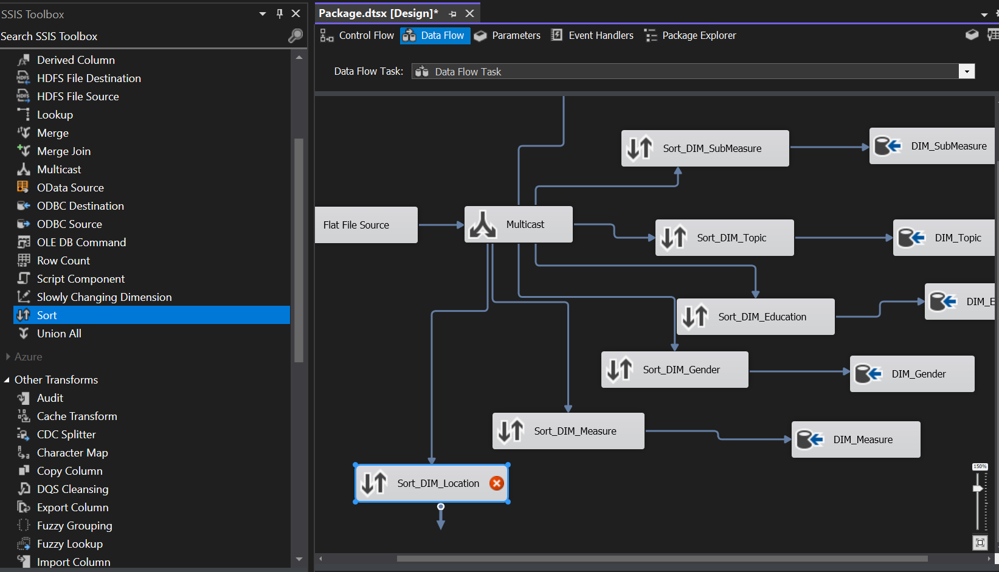 SSIS Toolbox
Search SSIS Toolbox
Derived Column
HDFS File Destination
HDFS File Source
Lookup
Merge
Merge Join
Multicast
OData Source
ODBC Destination
ODBC Source
OLE DB Command
Row Count
Script Component
Slowly Changing Dimension
Sort
Union All
Azure
Other Transforms
Audit
Cache Transform
CDC Splitter
Character Map
Copy Column
DQS Cleansing
Export Column
Fuzzy Grouping
Fuzzy Lookup
Import Column
Package.dtsx [Design]*
Control Flow
Data Flow
Parameters
Event Handlers
Package Explorer
Data Flow Task:
Data Flow Task
Sort_DIM_SubMeasure
DIM_SubMeasure
Flat File Source
Multicast
Sort_DIM_Topic
DIM_Topic
Sort_DIM_Education
DIM_E
Sort_DIM_Gender
DIM_Gender
Sort_DIM_Measure
DIM_Measure
Sort_DIM_Location
150%